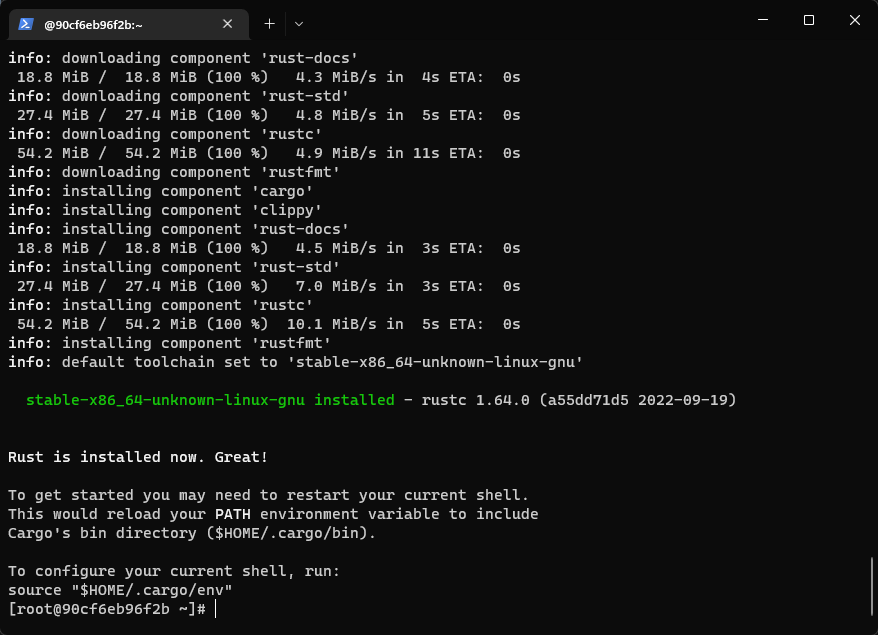 @90cf6eb96f2b:~
info: downloading component 'rust-docs'
 18.8 MiB /  18.8 MiB (100 %)   4.3 MiB/s in  4s ETA:  0s
info: downloading component 'rust-std'
 27.4 MiB /  27.4 MiB (100 %)   4.8 MiB/s in  5s ETA:  0s
info: downloading component 'rustc'
 54.2 MiB /  54.2 MiB (100 %)   4.9 MiB/s in 11s ETA:  0s
info: downloading component 'rustfmt'
info: installing component 'cargo'
info: installing component 'clippy'
info: installing component 'rust-docs'
 18.8 MiB /  18.8 MiB (100 %)   4.5 MiB/s in  3s ETA:  0s
info: installing component 'rust-std'
 27.4 MiB /  27.4 MiB (100 %)   7.0 MiB/s in  3s ETA:  0s
info: installing component 'rustc'
 54.2 MiB /  54.2 MiB (100 %)  10.1 MiB/s in  5s ETA:  0s
info: installing component 'rustfmt'
info: default toolchain set to 'stable-x86_64-unknown-linux-gnu'
  stable-x86_64-unknown-linux-gnu installed - rustc 1.64.0 (a55dd71d5 2022-09-19)
Rust is installed now. Great!
To get started you may need to restart your current shell.
This would reload your PATH environment variable to include
Cargo's bin directory ($HOME/.cargo/bin).
To configure your current shell, run:
source "$HOME/.cargo/env"
[root@90cf6eb96f2b ~]#